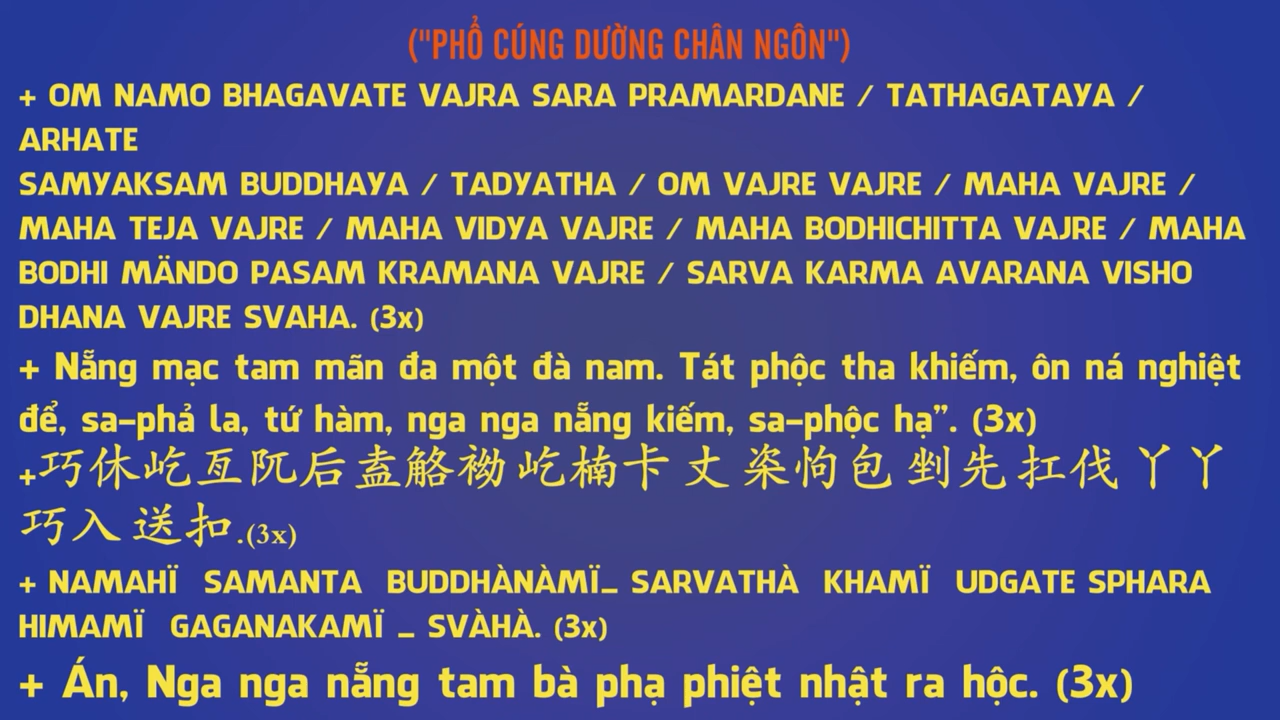 ("PHỔ CÚNG DƯỜNG CHÂN NGÔN")
+ OM NAMO BHAGAVATE VAJRA SARA PRAMARDANE / TATHAGATAYA /
ARHATE
SAMYAKSAM BUDDHAYA / TADYATHA / OM VAJRE VAJRE / MAHA VAJRE /
MAHA TEJA VAJRE / MAHA VIDYA VAJRE / MAHA BODHICHITTA VAJRE / MAHA
BODHI MÄNDO PASAM KRAMANA VAJRE / SARVA KARMA AVARANA VISHO
DHANA VAJRE SVAHA. (3x)
+ Nẵng mạc tam mãn đa một đà nam. Tát phộc tha khiếm, ôn ná nghiệt
để, sa-phả la, tứ hàm, nga nga nẵng kiếm, sa-phộc hạ”. (3x)
+巧休屹亙阢后盍觡袎屹楠卡丈柒怐包剉先扛伐丫丫
巧入送扣.(3x)
+ NAMAHÏ SAMANTA BUDDHÀNÀMÏ_ SARVATHÀ KHAMÏ UDGATE SPHARA
HIMAMÏ GAGANAKAMÏ _ SVÀHÀ. (3x)
+ Án, Nga nga nẵng tam bà phạ phiệt nhật ra hộc. (3x)